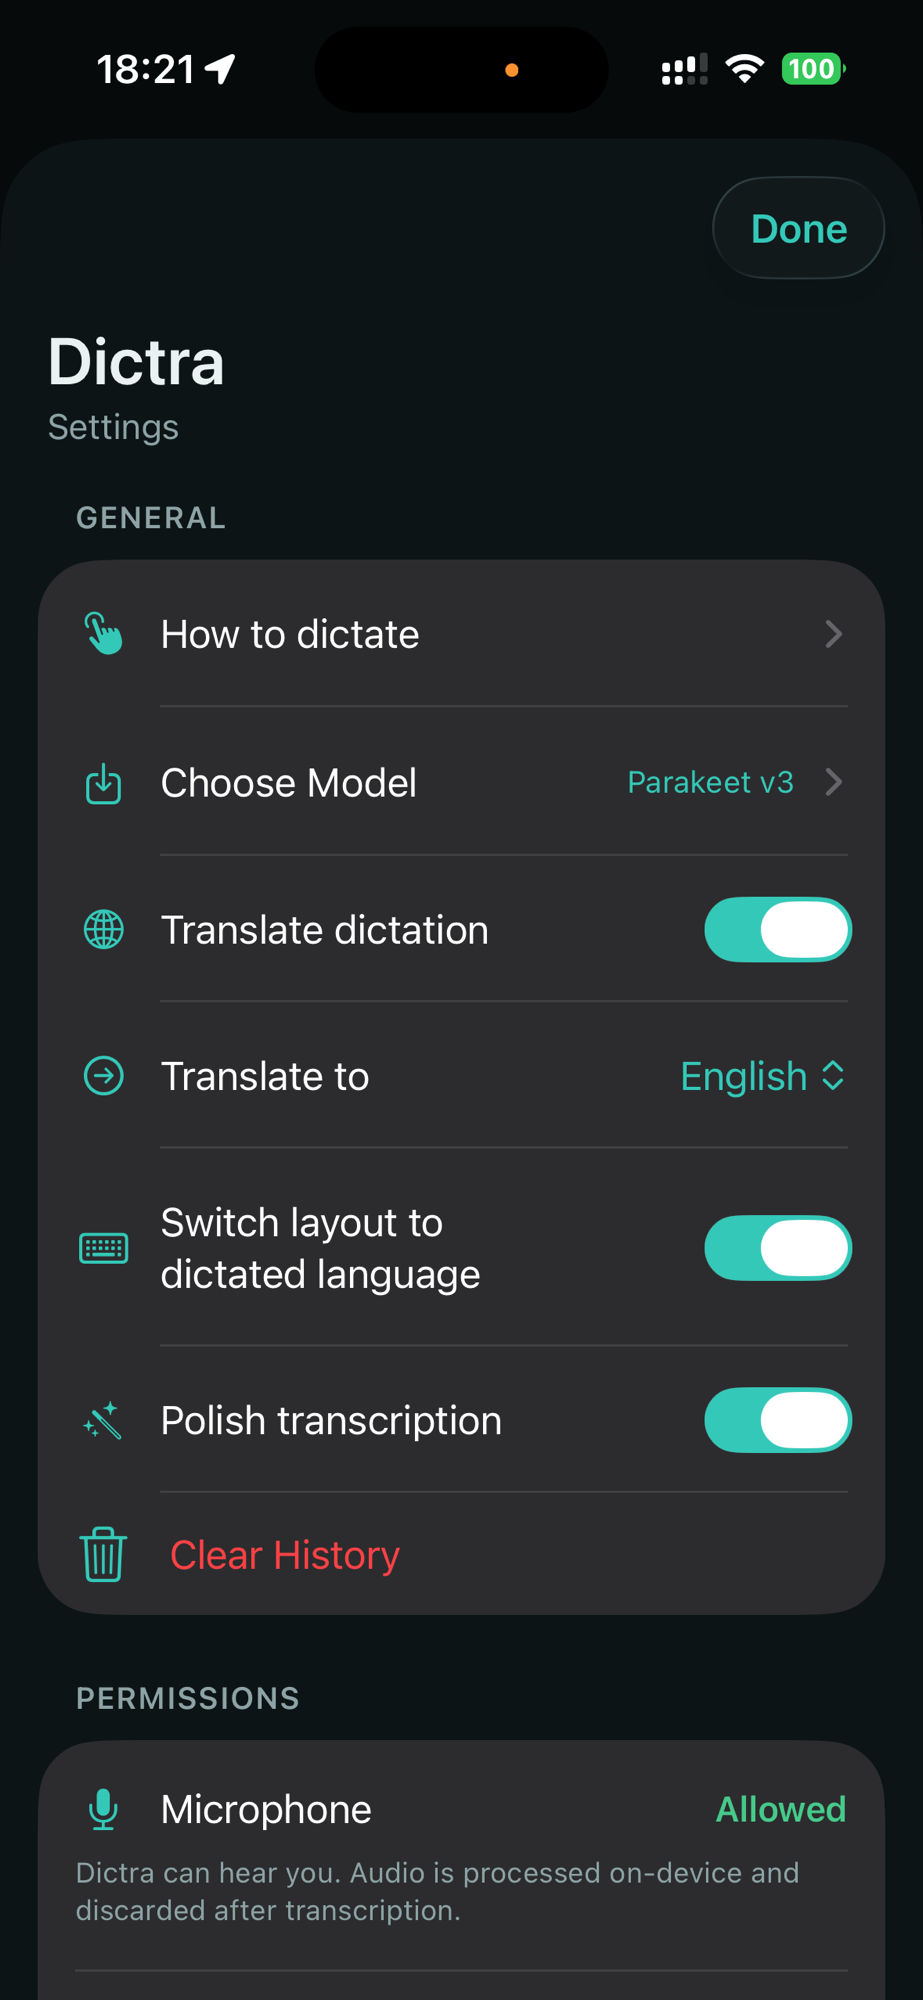 18:21
100
Done
Dictra
Settings
GENERAL
How to dictate
Choose Model Parakeet v3
Translate dictation
Translate to English
Switch layout to
dictated language
Polish transcription
Clear History
PERMISSIONS
Microphone Allowed
Dictra can hear you. Audio is processed on-device and
discarded after transcription.